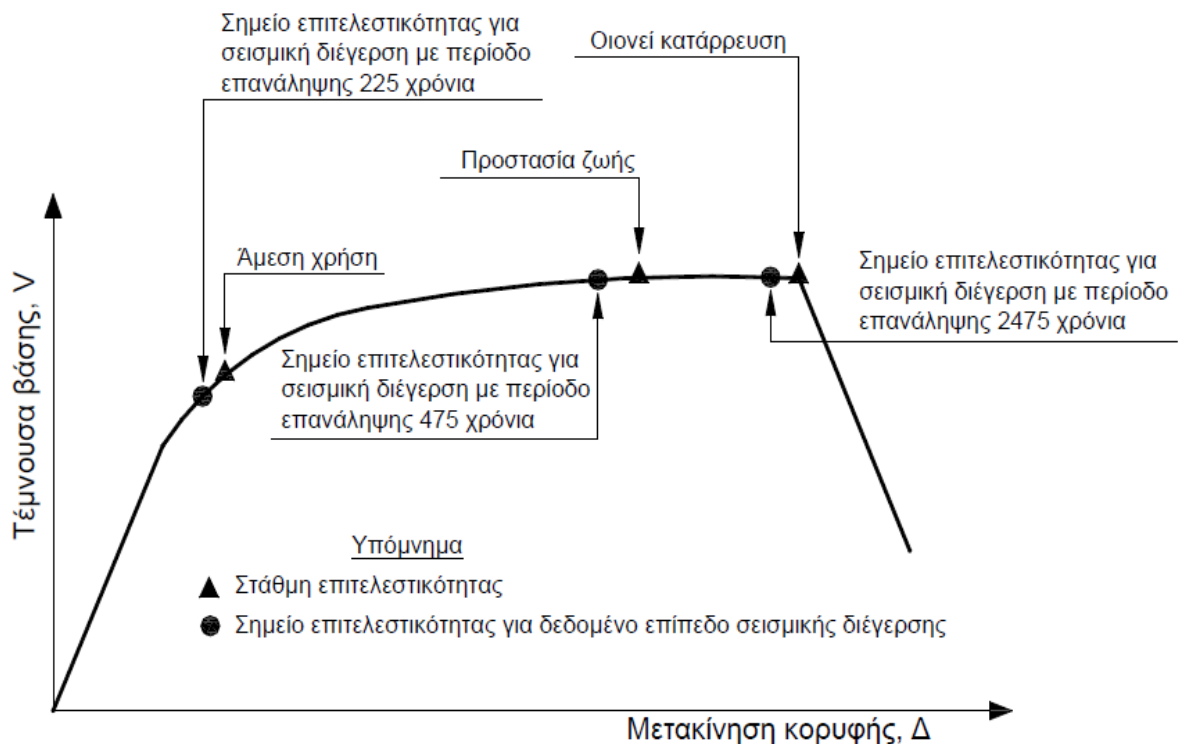 Σημείο επιτελεστικότητας για
σεισμική διέγερση με περίοδο
επανάληψης 225 χρόνια
Οιονεί κατάρρευση
Προστασία ζωής
Άμεση χρήση
Σημείο επιτελεστικότητας για
σεισμική διέγερση με περίοδο
επανάληψης 2475 χρόνια
Σημείο επιτελεστικότητας για
σεισμική διέγερση με περίοδο
επανάληψης 475 χρόνια
Τέμνουσα βάσης, V
Υπόμνημα
Στάθμη επιτελεστικότητας
Σημείο επιτελεστικότητας για δεδομένο επίπεδο σεισμικής διέγερσης
Μετακίνηση κορυφής, Δ